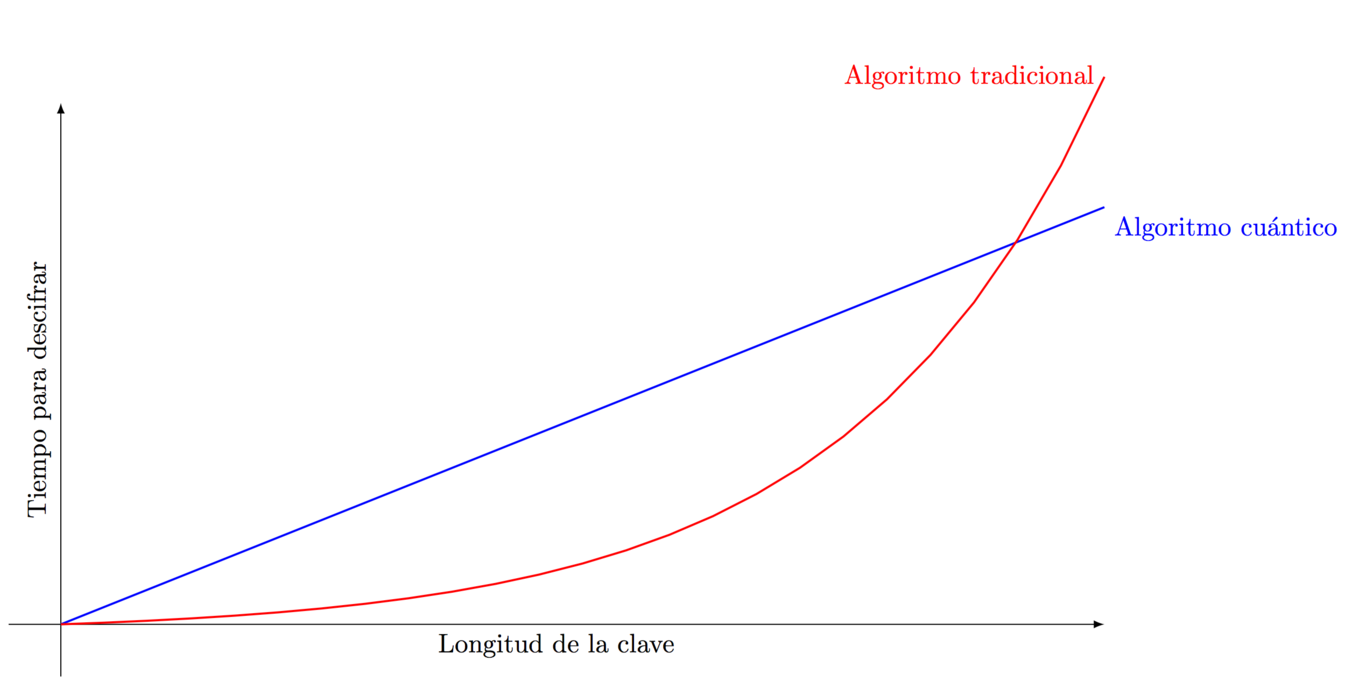 Algoritmo tradicional
Algoritmo cuántico
Tiempo para descifrar
Longitud de la clave